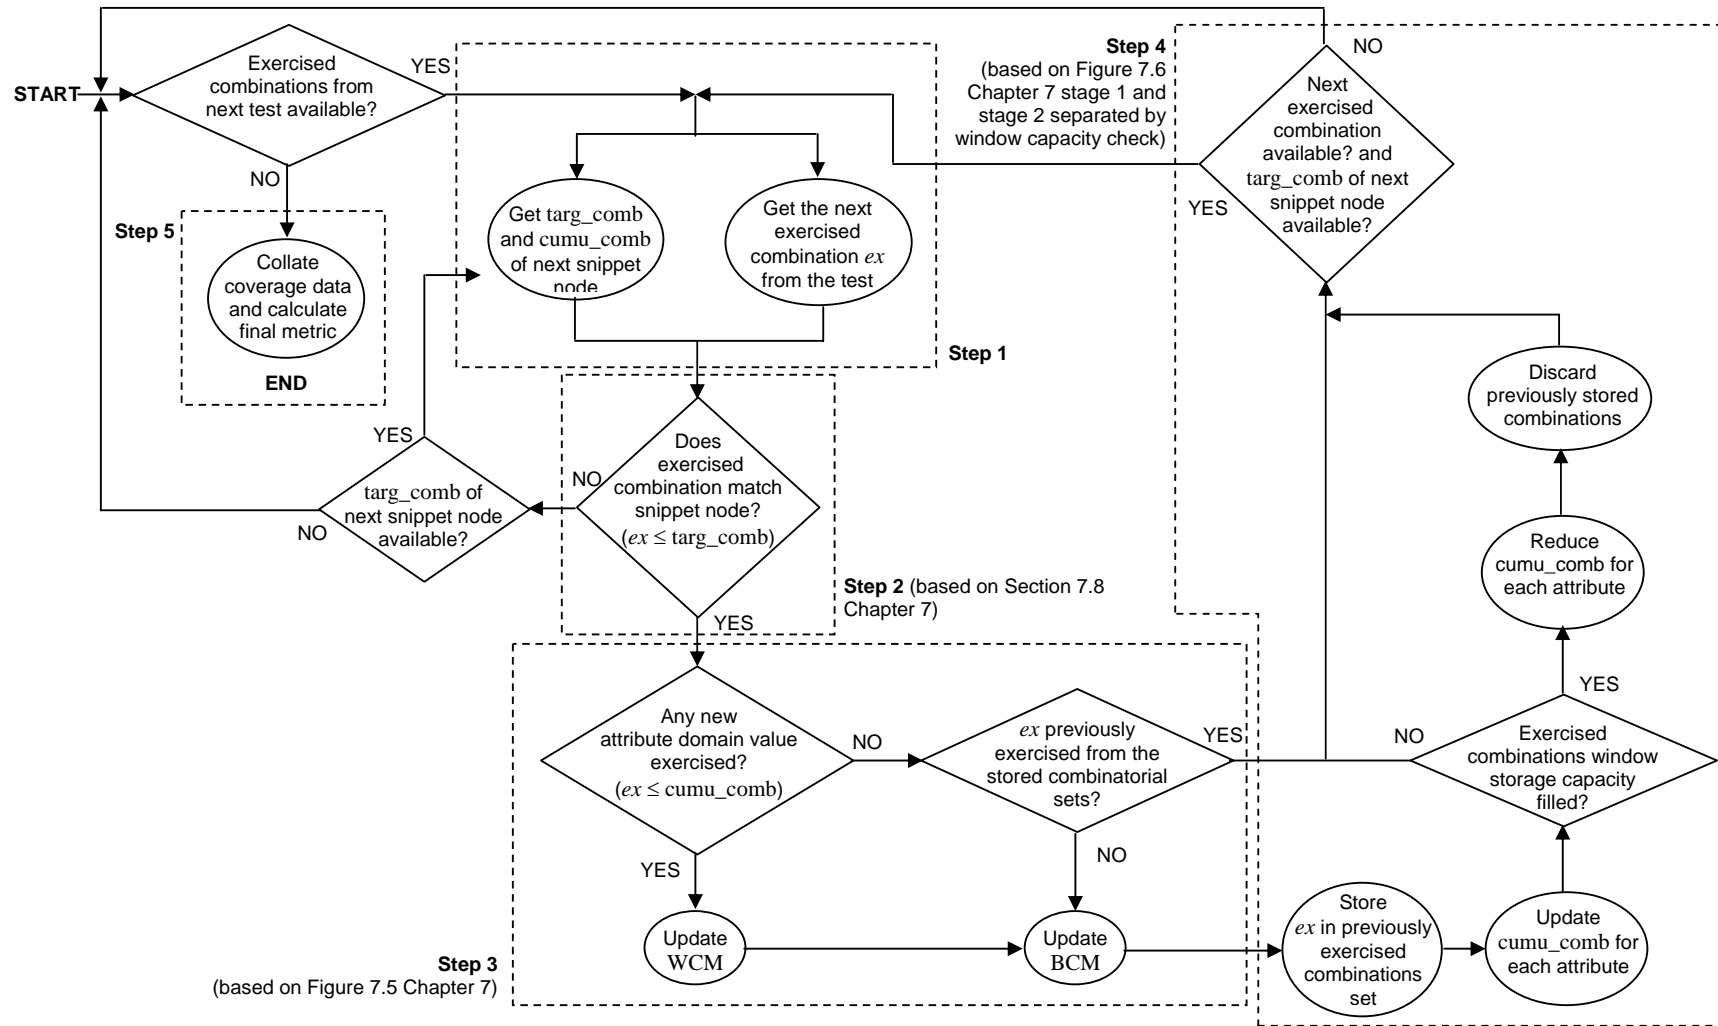 START
Exercised
combinations from
next test available?
YES
NO
Step 5
Collate
coverage data
and calculate
final metric
END
Get targ_comb
and cumu_comb
of next snippet
node
Get the next
exercised
combination ex
from the test
Step 1
Step 4
(based on Figure 7.6
Chapter 7 stage 1 and
stage 2 separated by
window capacity check)
NO
Next
exercised
combination
available? and
targ_comb of next
snippet node
available?
YES
Discard
previously stored
combinations
YES
targ_comb of
next snippet node
available?
NO
NO
Does
exercised
combination match
snippet node?
(ex ≤ targ_comb)
YES
Step 2 (based on Section 7.8
Chapter 7)
Reduce
cumu_comb for
each attribute
YES
Any new
attribute domain value
exercised?
(ex ≤ cumu_comb)
NO
YES
ex previously
exercised from the
stored combinatorial
sets?
YES
NO
NO
Exercised
combinations window
storage capacity
filled?
Update
WCM
Update
BCM
Store
ex in previously
exercised
combinations
set
Update
cumu_comb for
each attribute
Step 3
(based on Figure 7.5 Chapter 7)